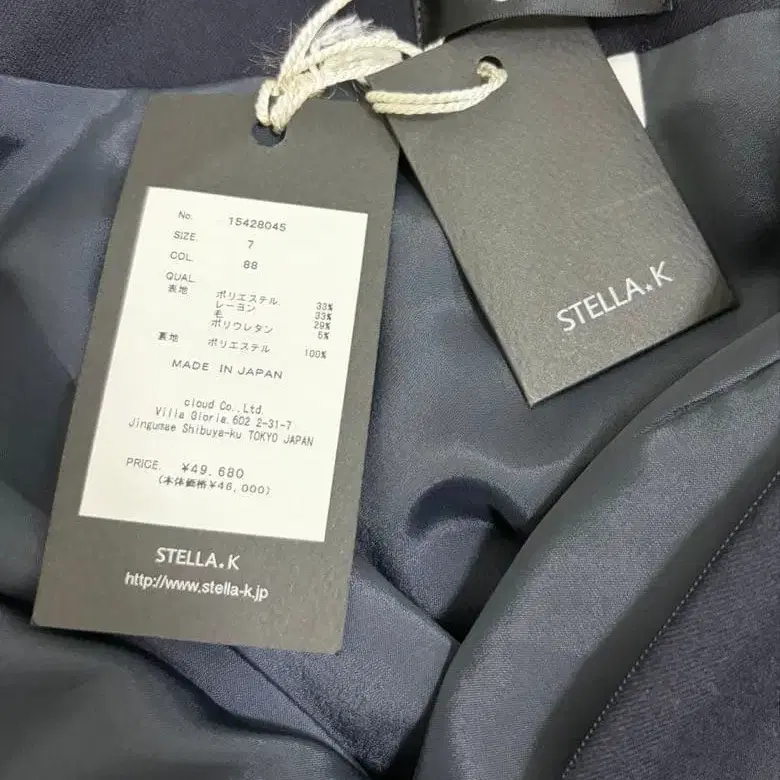 No. 15428045
SIZE. 7
COL. 88
QUAL.
表地 ポリエステル 33%
レーヨン 33%
毛 29%
ポリウレタン 5%
裏地 ポリエステル 100%
MADE IN JAPAN
cloud Co.,Ltd.
Villa Gloria.602 2-31-7
Jingumae Shibuya-ku TOKYO JAPAN
PRICE. ¥49,680
(本体価格¥46,000)
STELLA.K
http://www.stella-k.jp
STELLA★K